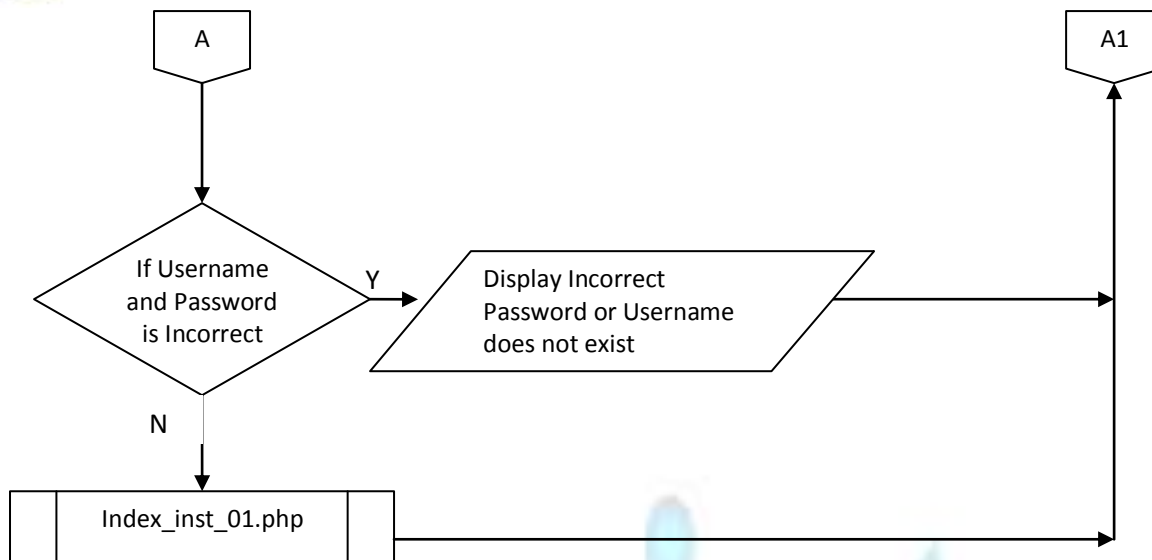 A
A1
If Username
and Password
is Incorrect
Y
Display Incorrect
Password or Username
does not exist
N
Index_inst_01.php